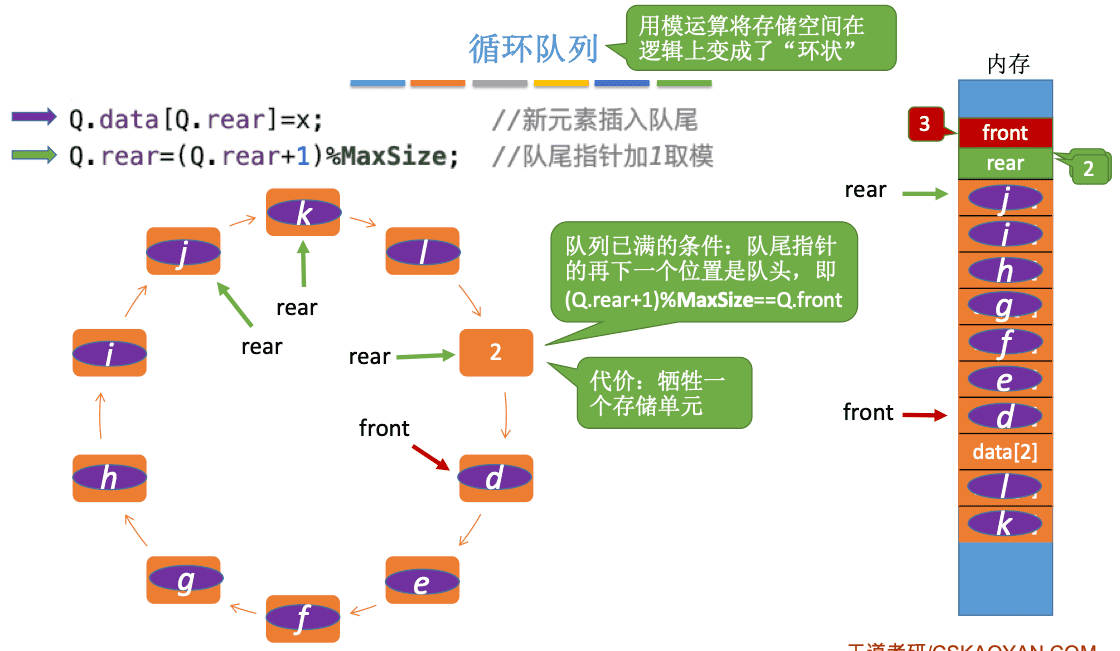 循环队列
用模运算将存储空间在
逻辑上变成了“环状”
Q.data[Q.rear]=x; //新元素插入队尾
Q.rear=(Q.rear+1)%MaxSize; //队尾指针加1取模
k
l
2
d
e
f
g
h
i
j
rear
rear
rear
front
队列已满的条件：队尾指针
的再下一个位置是队头，即
(Q.rear+1)%MaxSize==Q.front
代价：牺牲一
个存储单元
内存
3
front
rear
2
rear
j
i
h
g
f
e
front
d
data[2]
l
k
王道考研/CSKAOYAN.COM